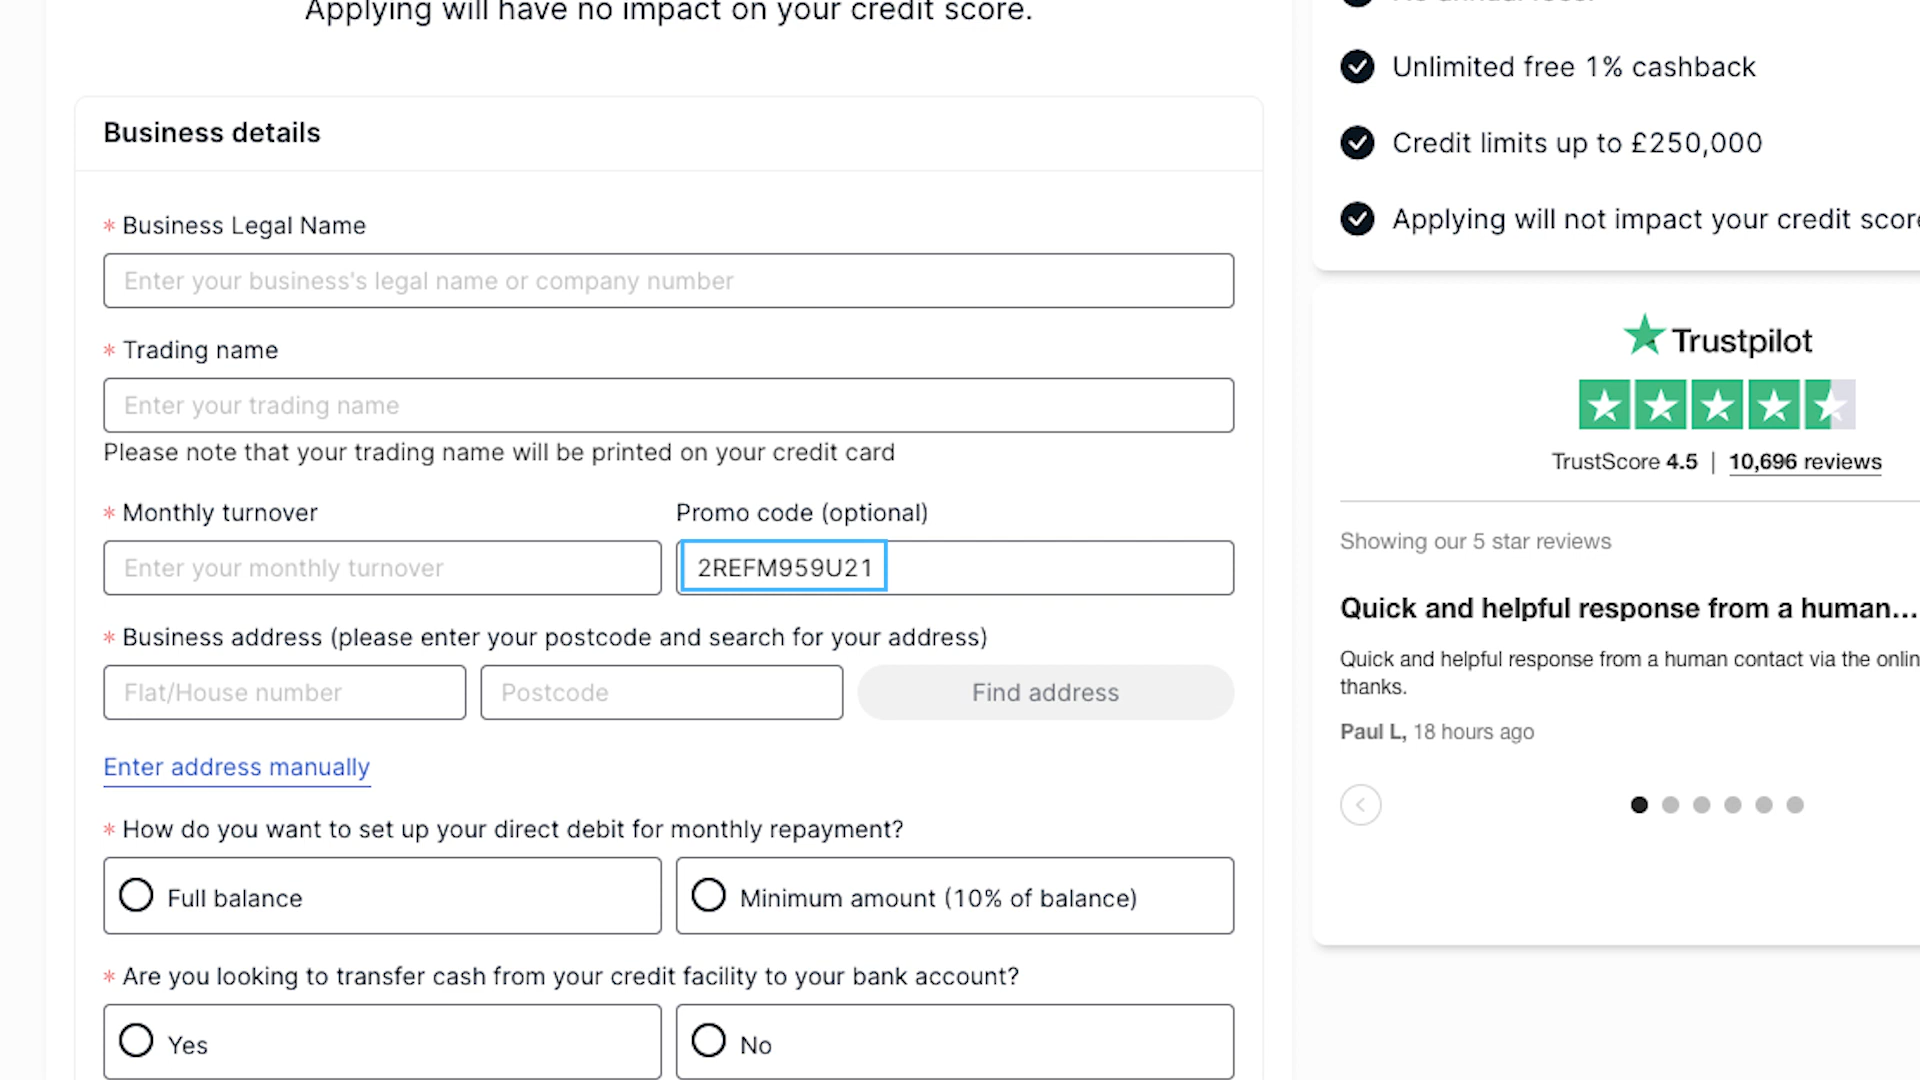 Applying will have no impact on your credit score.
Business details
* Business Legal Name
Enter your business's legal name or company number
* Trading name
Enter your trading name
Please note that your trading name will be printed on your credit card
* Monthly turnover
Promo code (optional)
Enter your monthly turnover
2REFM959U21
* Business address (please enter your postcode and search for your address)
Flat/House number
Postcode
Find address
Enter address manually
* How do you want to set up your direct debit for monthly repayment?
Full balance
Minimum amount (10% of balance)
* Are you looking to transfer cash from your credit facility to your bank account?
Yes
No
Unlimited free 1% cashback
Credit limits up to £250,000
Applying will not impact your credit score
Trustpilot
TrustScore 4.5 | 10,696 reviews
Showing our 5 star reviews
Quick and helpful response from a human...
Quick and helpful response from a human contact via the onlin
thanks.
Paul L, 18 hours ago